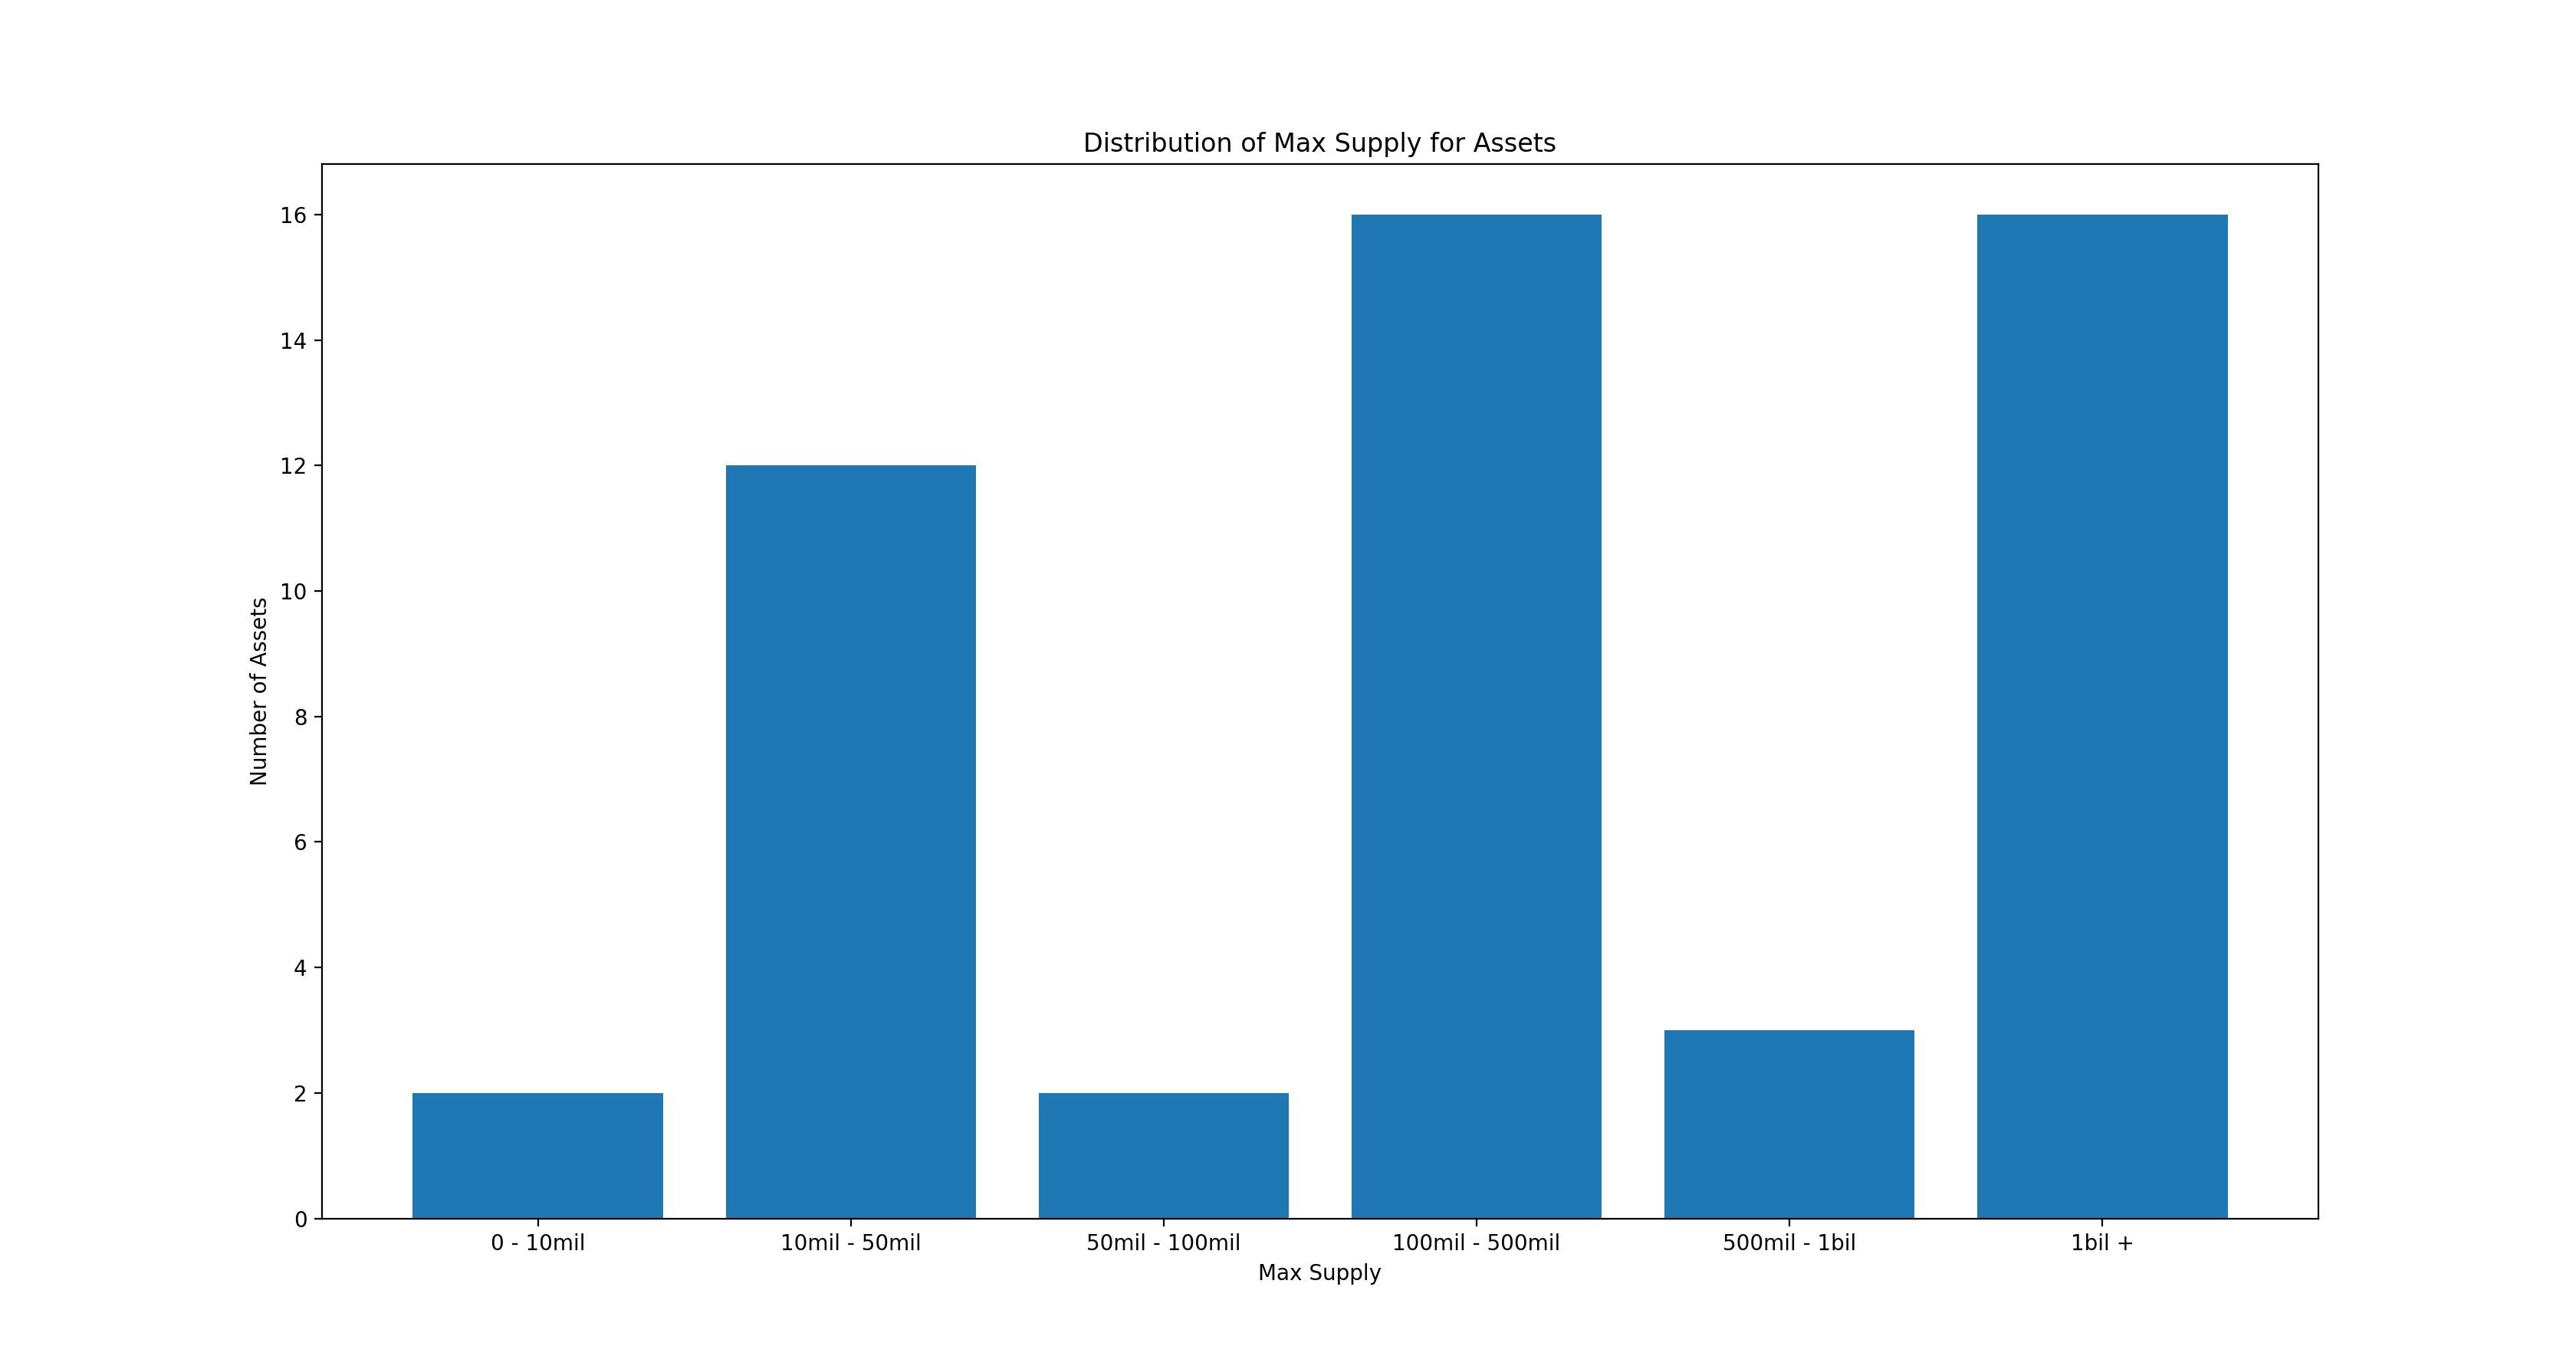 Distribution of Max Supply for Assets
Number of Assets
16
14
12
10
8
6
4
2
0
0 - 10mil
10mil - 50mil
50mil - 100mil
100mil - 500mil
500mil - 1bil
1bil +
Max Supply